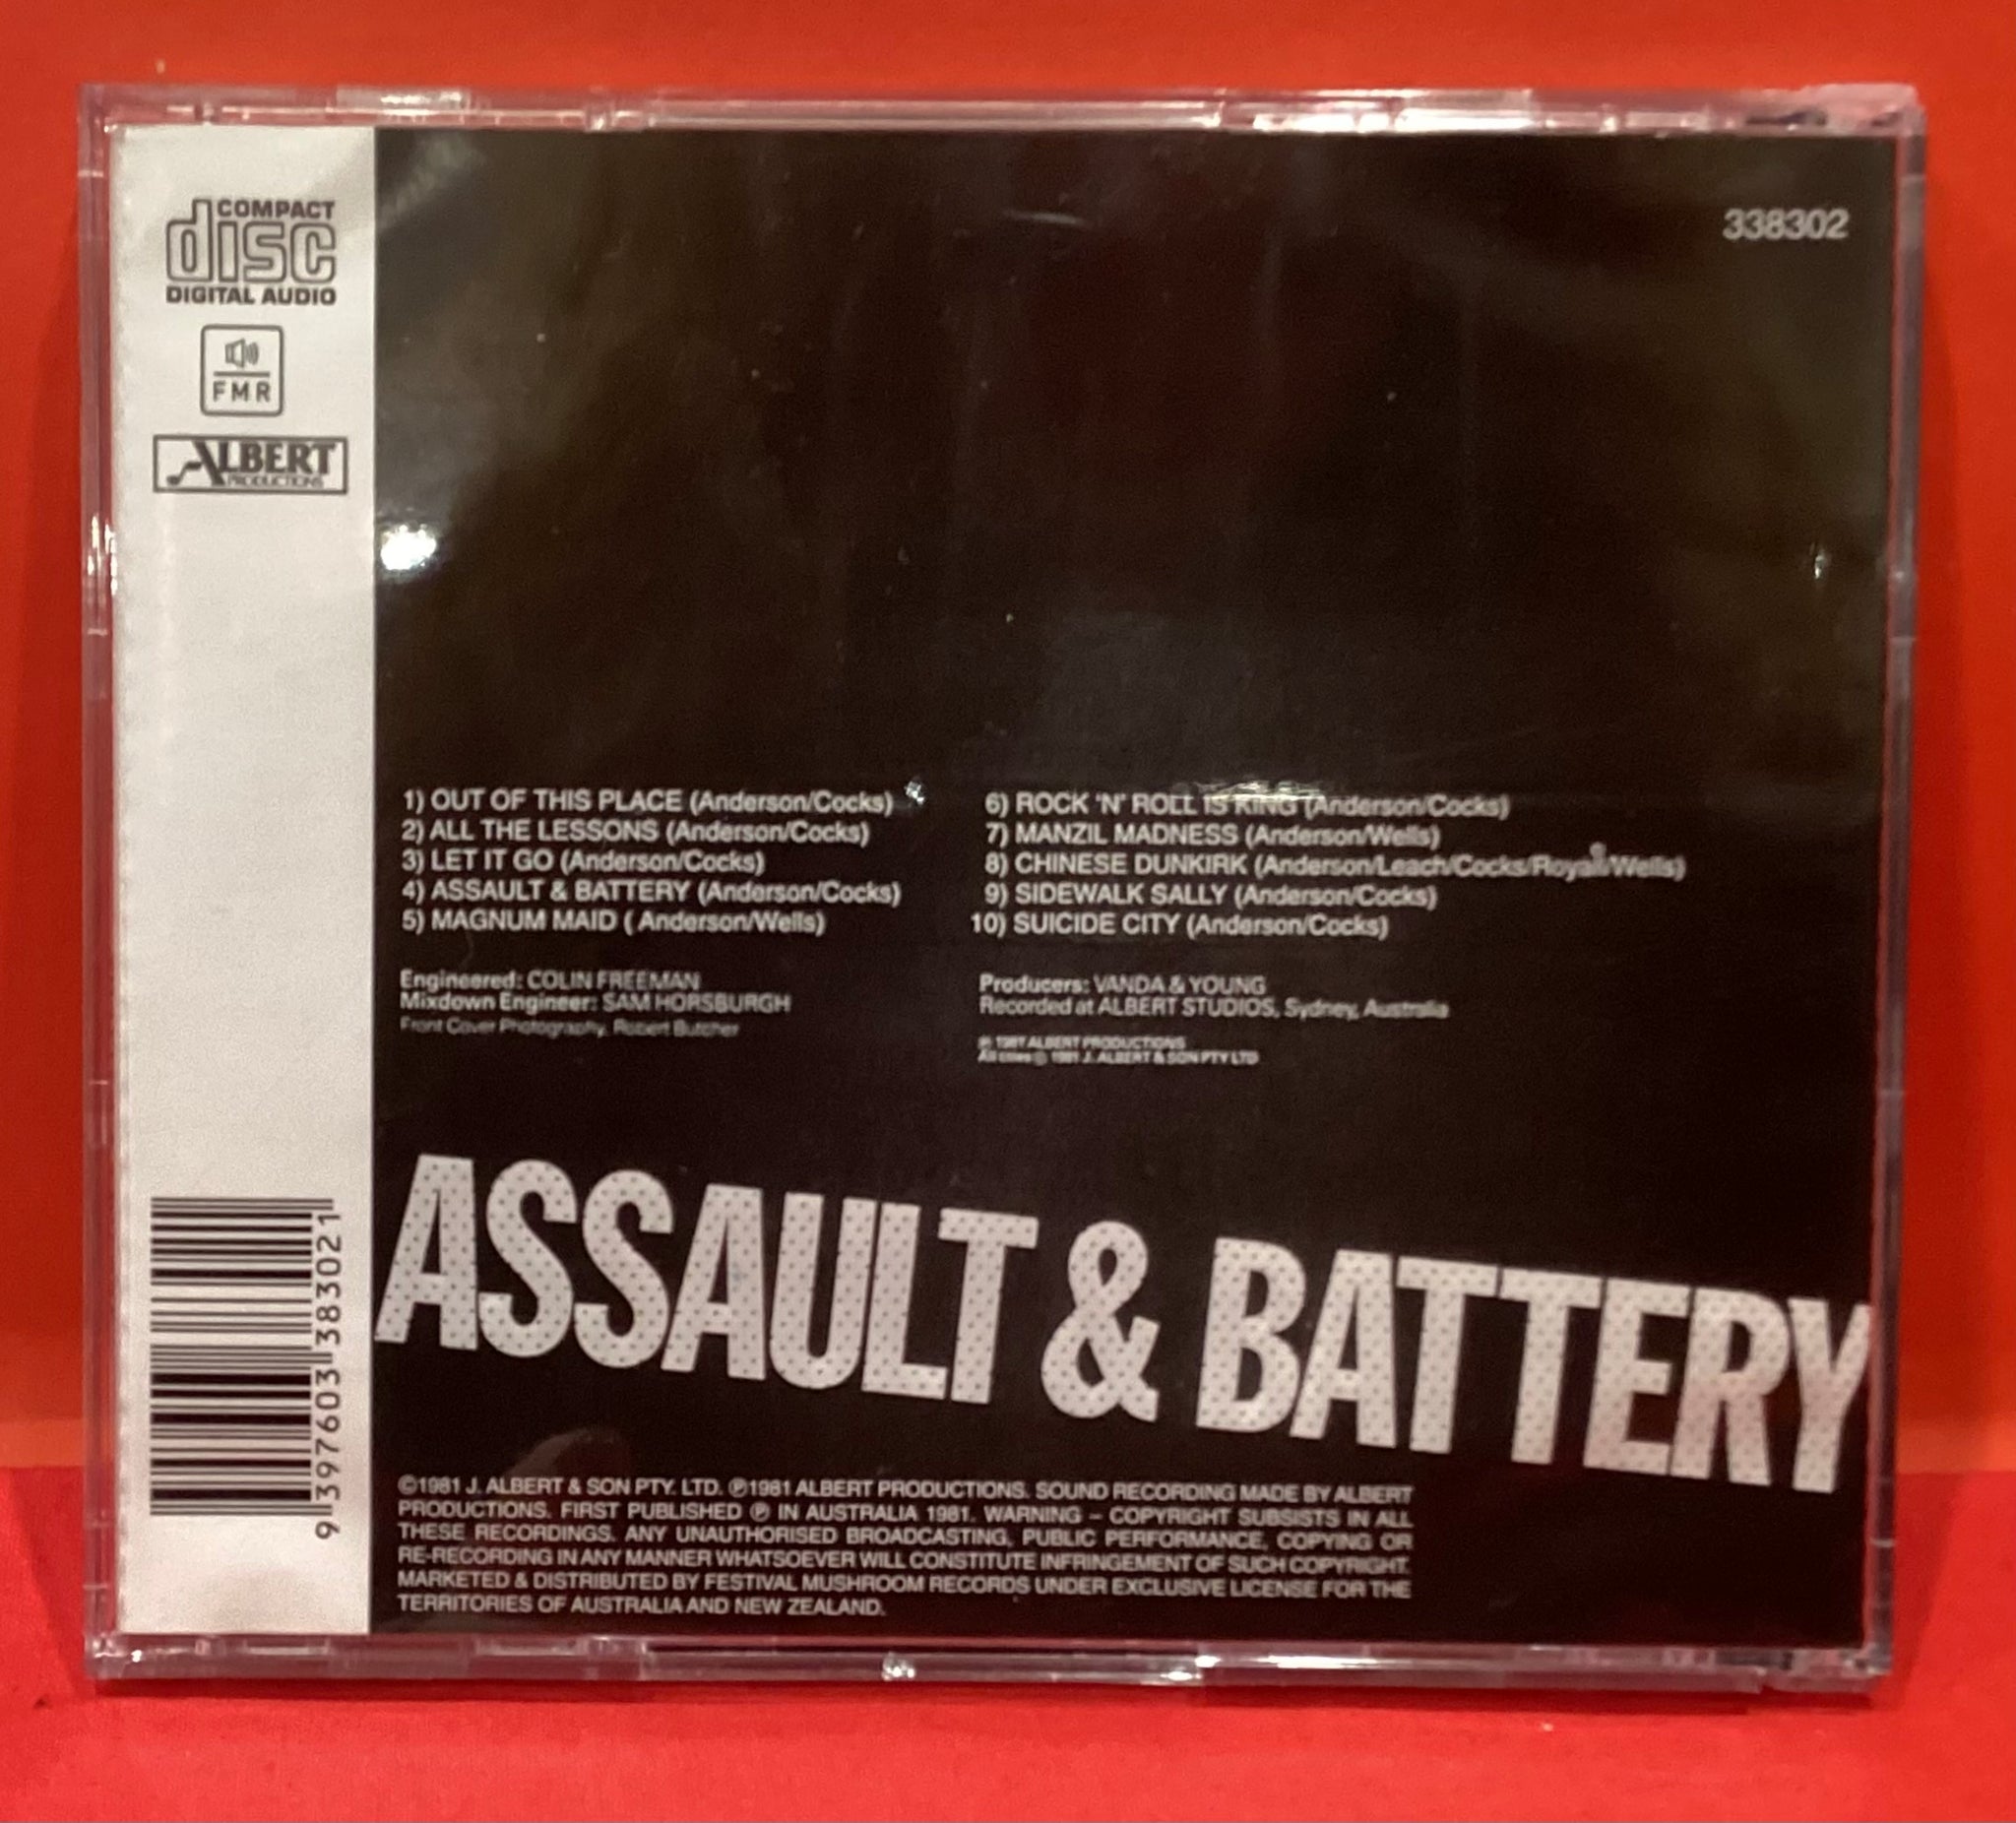 COMPACT
disc
DIGITAL AUDIO
FMR
ALBERT
PRODUCTIONS
338302
1) OUT OF THIS PLACE (Anderson/Cocks)
2) ALL THE LESSONS (Anderson/Cocks)
3) LET IT GO (Anderson/Cocks)
4) ASSAULT & BATTERY (Anderson/Cocks)
5) MAGNUM MAID ( Anderson/Wells)
6) ROCK 'N' ROLL IS KING (Anderson/Cocks)
7) MANZIL MADNESS (Anderson/Wells)
8) CHINESE DUNKIRK (Anderson/Leach/Cocks/Royall/Wells)
9) SIDEWALK SALLY (Anderson/Cocks)
10) SUICIDE CITY (Anderson/Cocks)
Engineered: COLIN FREEMAN
Mixdown Engineer: SAM HORSBURGH
Front Cover Photography, Robert Butcher
Producers: VANDA & YOUNG
Recorded at ALBERT STUDIOS, Sydney, Australia
℗ 1981 ALBERT PRODUCTIONS
All titles © 1981 J. ALBERT & SON PTY LTD
ASSAULT & BATTERY
©1981 J. ALBERT & SON PTY. LTD. ℗1981 ALBERT PRODUCTIONS. SOUND RECORDING MADE BY ALBERT
PRODUCTIONS. FIRST PUBLISHED ℗ IN AUSTRALIA 1981. WARNING – COPYRIGHT SUBSISTS IN ALL
THESE RECORDINGS. ANY UNAUTHORISED BROADCASTING, PUBLIC PERFORMANCE, COPYING OR
RE-RECORDING IN ANY MANNER WHATSOEVER WILL CONSTITUTE INFRINGEMENT OF SUCH COPYRIGHT.
MARKETED & DISTRIBUTED BY FESTIVAL MUSHROOM RECORDS UNDER EXCLUSIVE LICENSE FOR THE
TERRITORIES OF AUSTRALIA AND NEW ZEALAND.
9 397603 383021